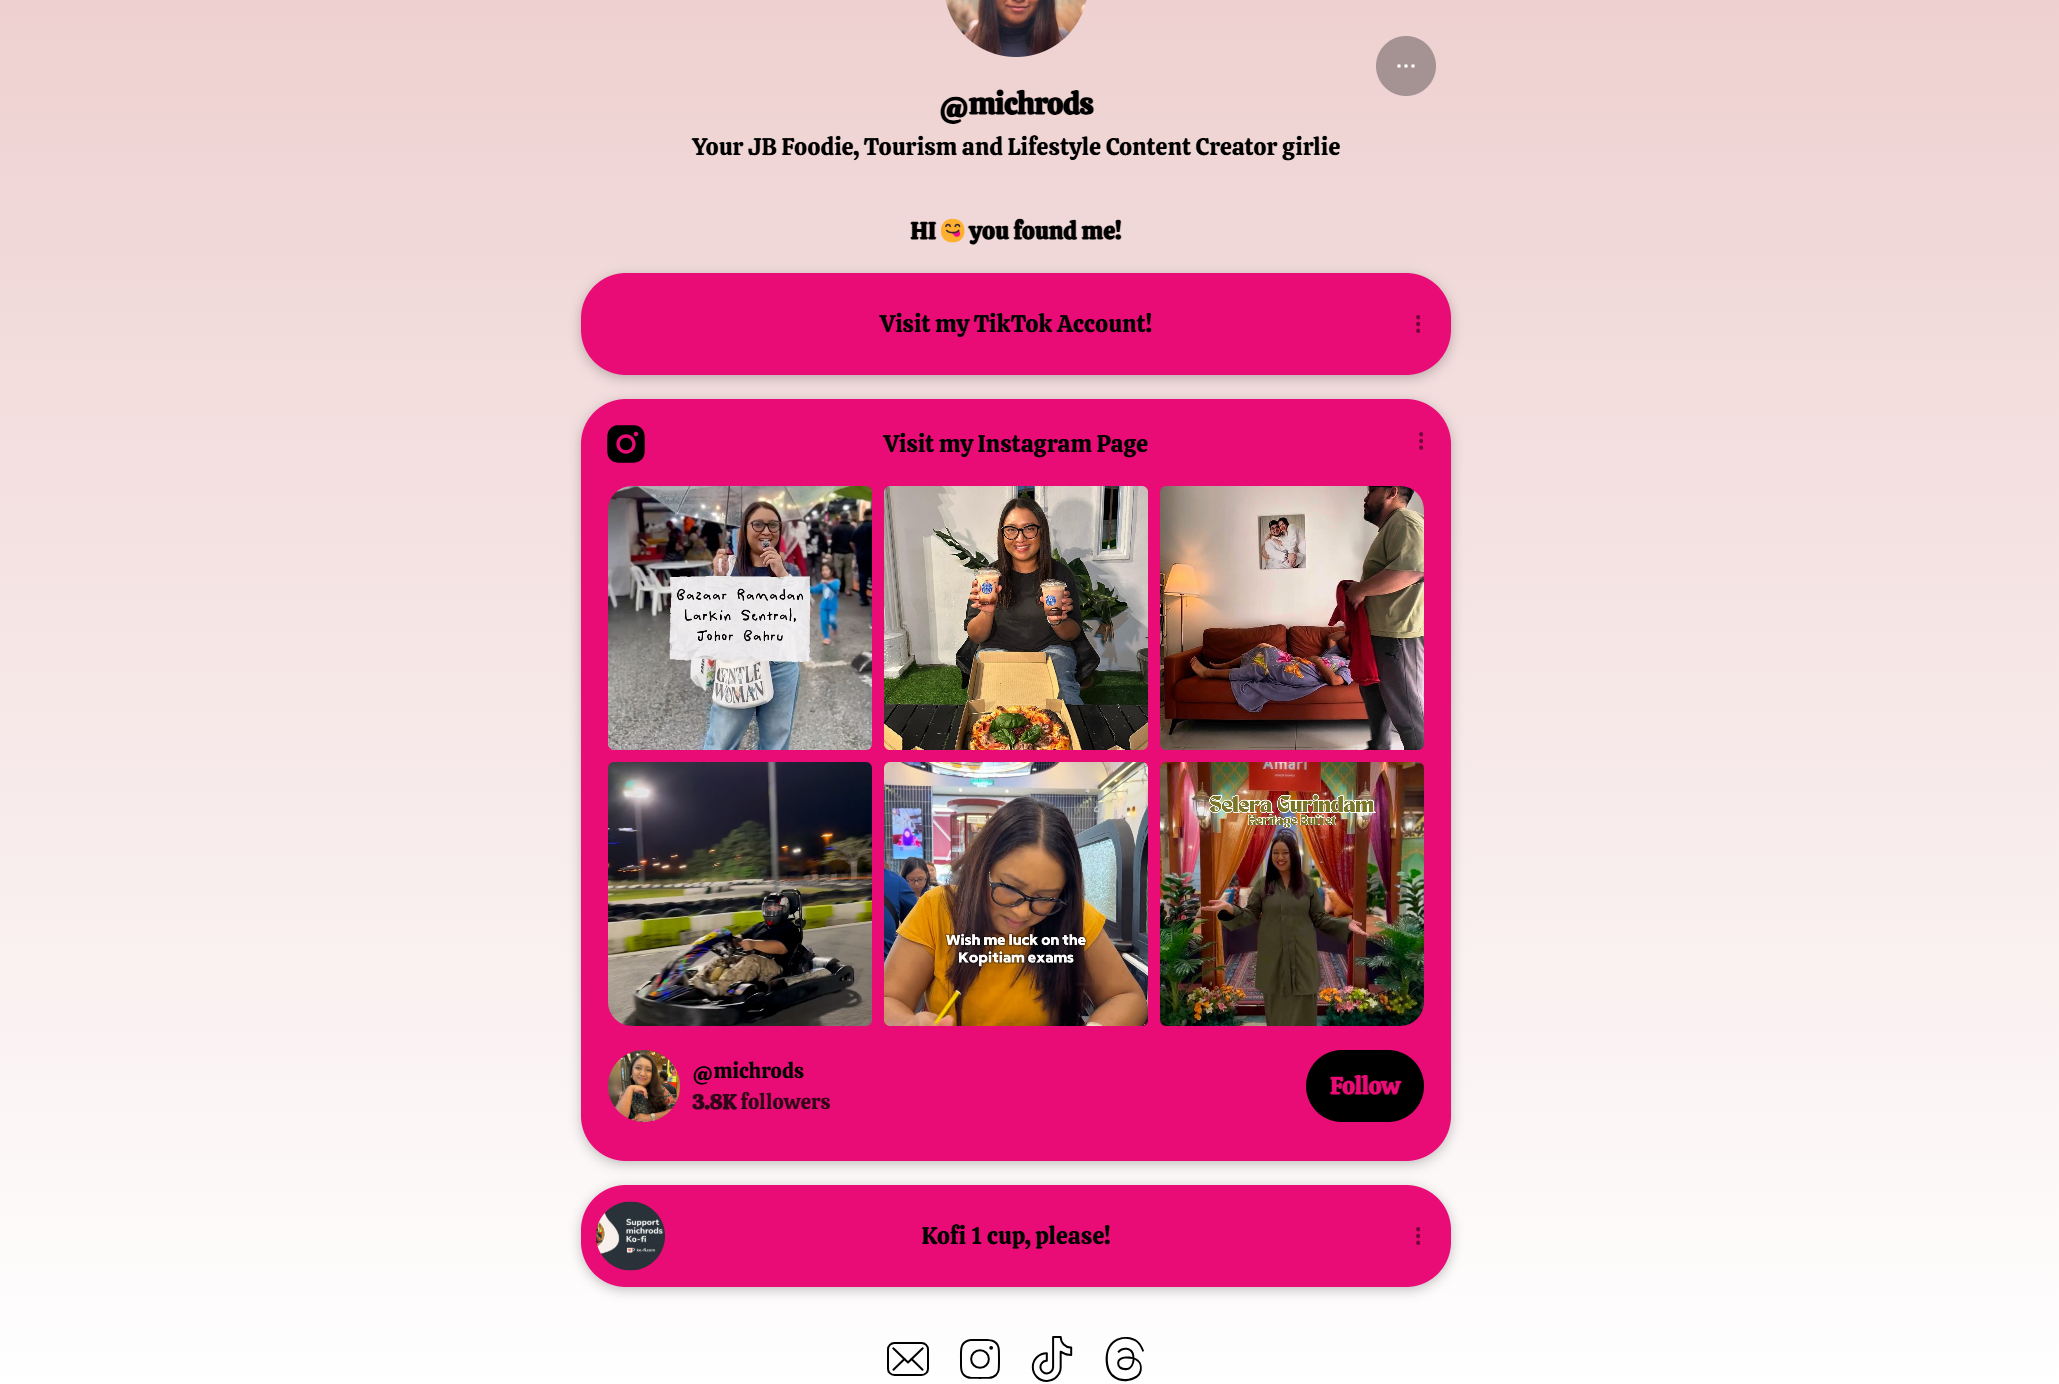 @michrods
Your JB Foodie, Tourism and Lifestyle Content Creator girlie
HI 😋 you found me!
Visit my TikTok Account!
Visit my Instagram Page
Bazaar Ramadan
Larkin Sentral,
Johor Bahru
GENTLE
WOMAN
Wish me luck on the
Kopitiam exams
Amari
Selera Gurindam
Heritage Buffet
@michrods
3.8K followers
Follow
Support
michrods
Ko-fi
Kofi 1 cup, please!